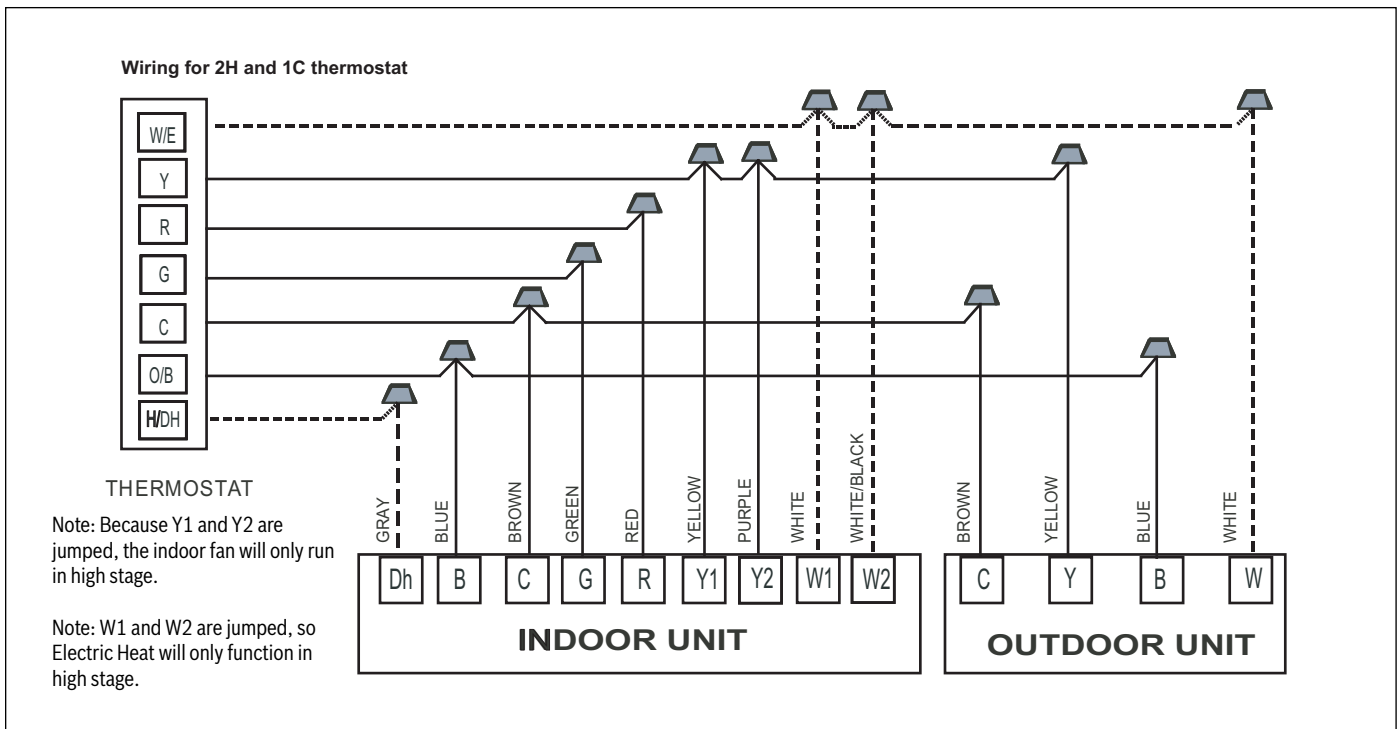 Wiring for 2H and 1C thermostat
W/E
Y
R
G
C
O/B
H/DH
THERMOSTAT
Note: Because Y1 and Y2 are
jumped, the indoor fan will only run
in high stage.
Note: W1 and W2 are jumped, so
Electric Heat will only function in
high stage.
GRAY
BLUE
BROWN
GREEN
RED
YELLOW
PURPLE
WHITE
WHITE/BLACK
BROWN
YELLOW
BLUE
WHITE
Dh B C G R Y1 Y2 W1 W2
C Y B W
INDOOR UNIT
OUTDOOR UNIT